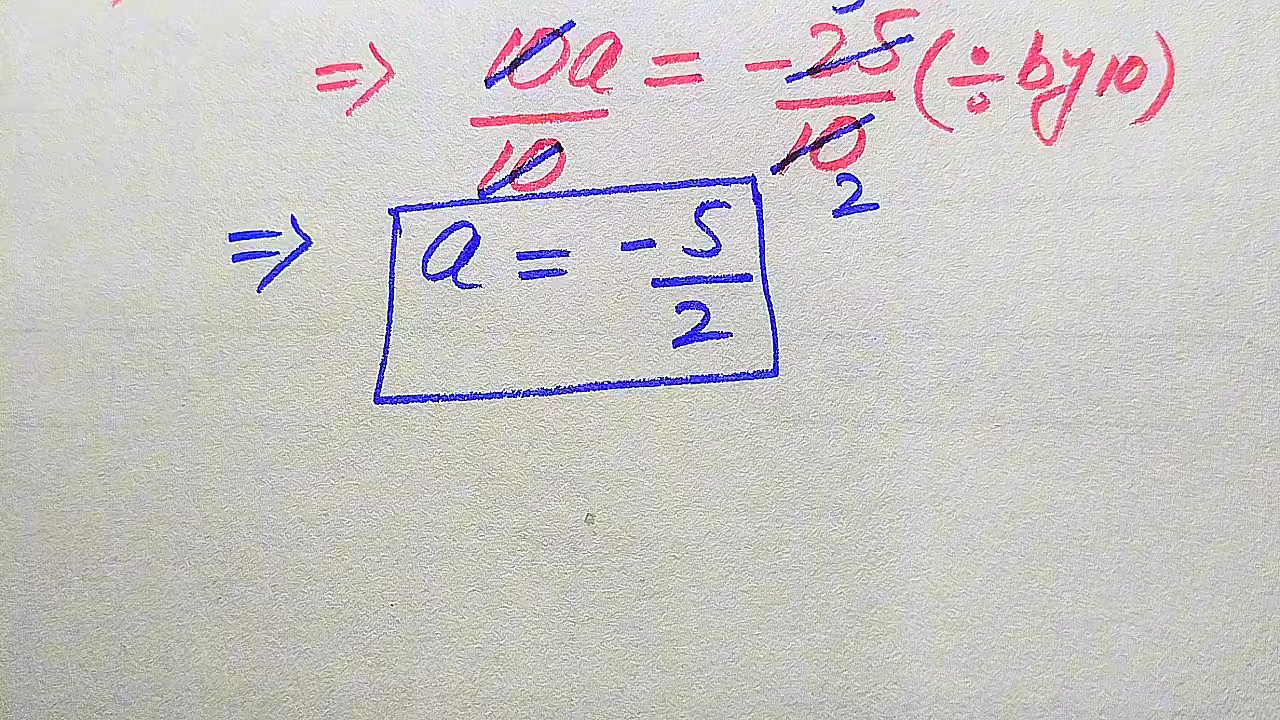 ⇒ 10a/10 = -25/10 (÷ by 10)
2
⇒ a = -5/2